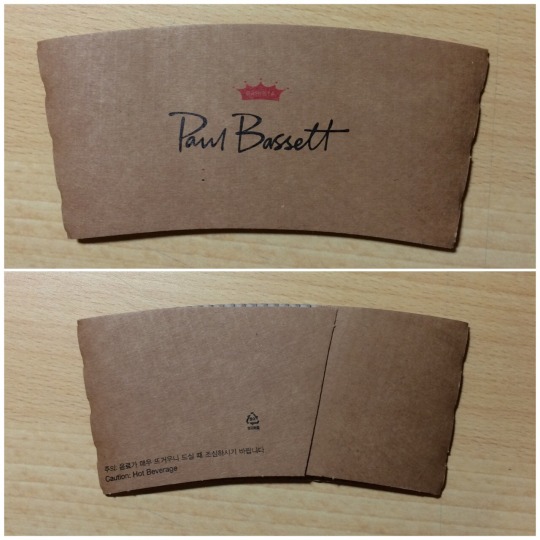 Paul Bassett
주의: 음료가 매우 뜨거우니 드실 때 조심하시기 바랍니다
Caution: Hot Beverage